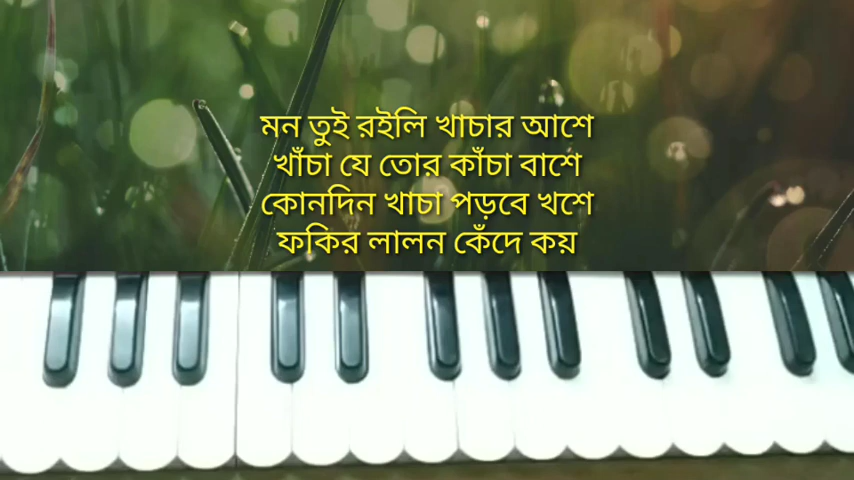 মন তুই রইলি খাচার আশে
খাঁচা যে তোর কাঁচা বাশে
কোনদিন খাচা পড়বে খশে
ফকির লালন কেঁদে কয়